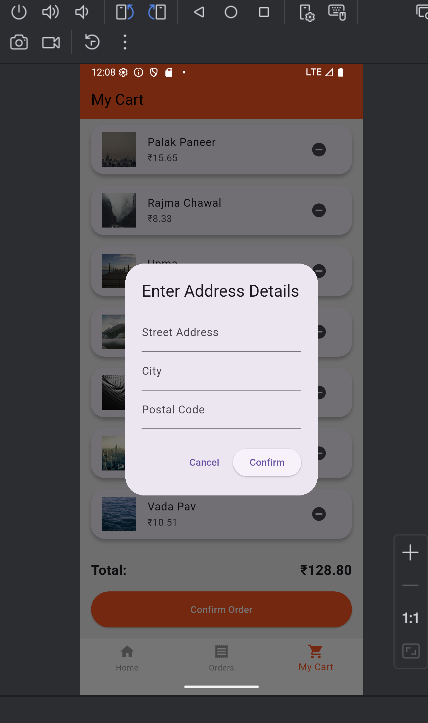 12:08
LTE
My Cart
Palak Paneer
₹15.65
Rajma Chawal
₹8.33
Upma
Enter Address Details
Street Address
City
Postal Code
Cancel
Confirm
Vada Pav
₹10.51
Total:
₹128.80
Confirm Order
Home
Orders
My Cart
1:1